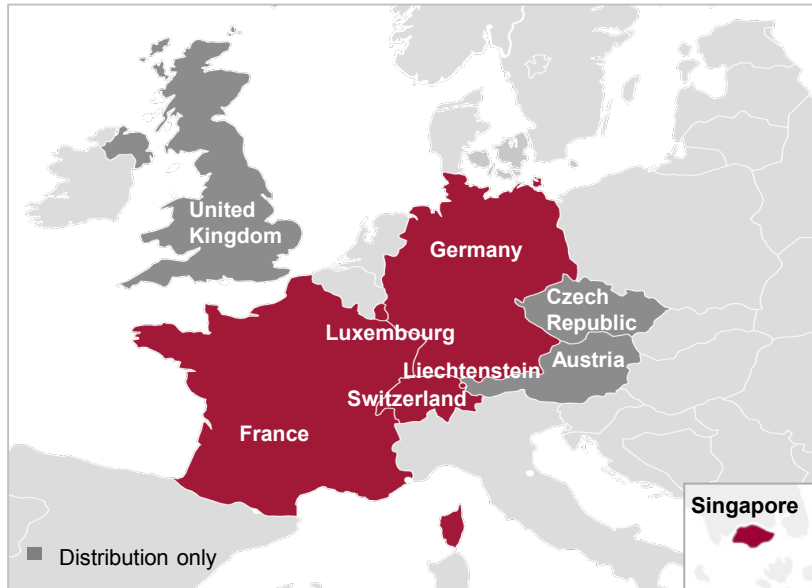 United
Kingdom
Germany
Czech
Republic
Luxembourg
Austria
Liechtenstein
Switzerland
France
Singapore
Distribution only